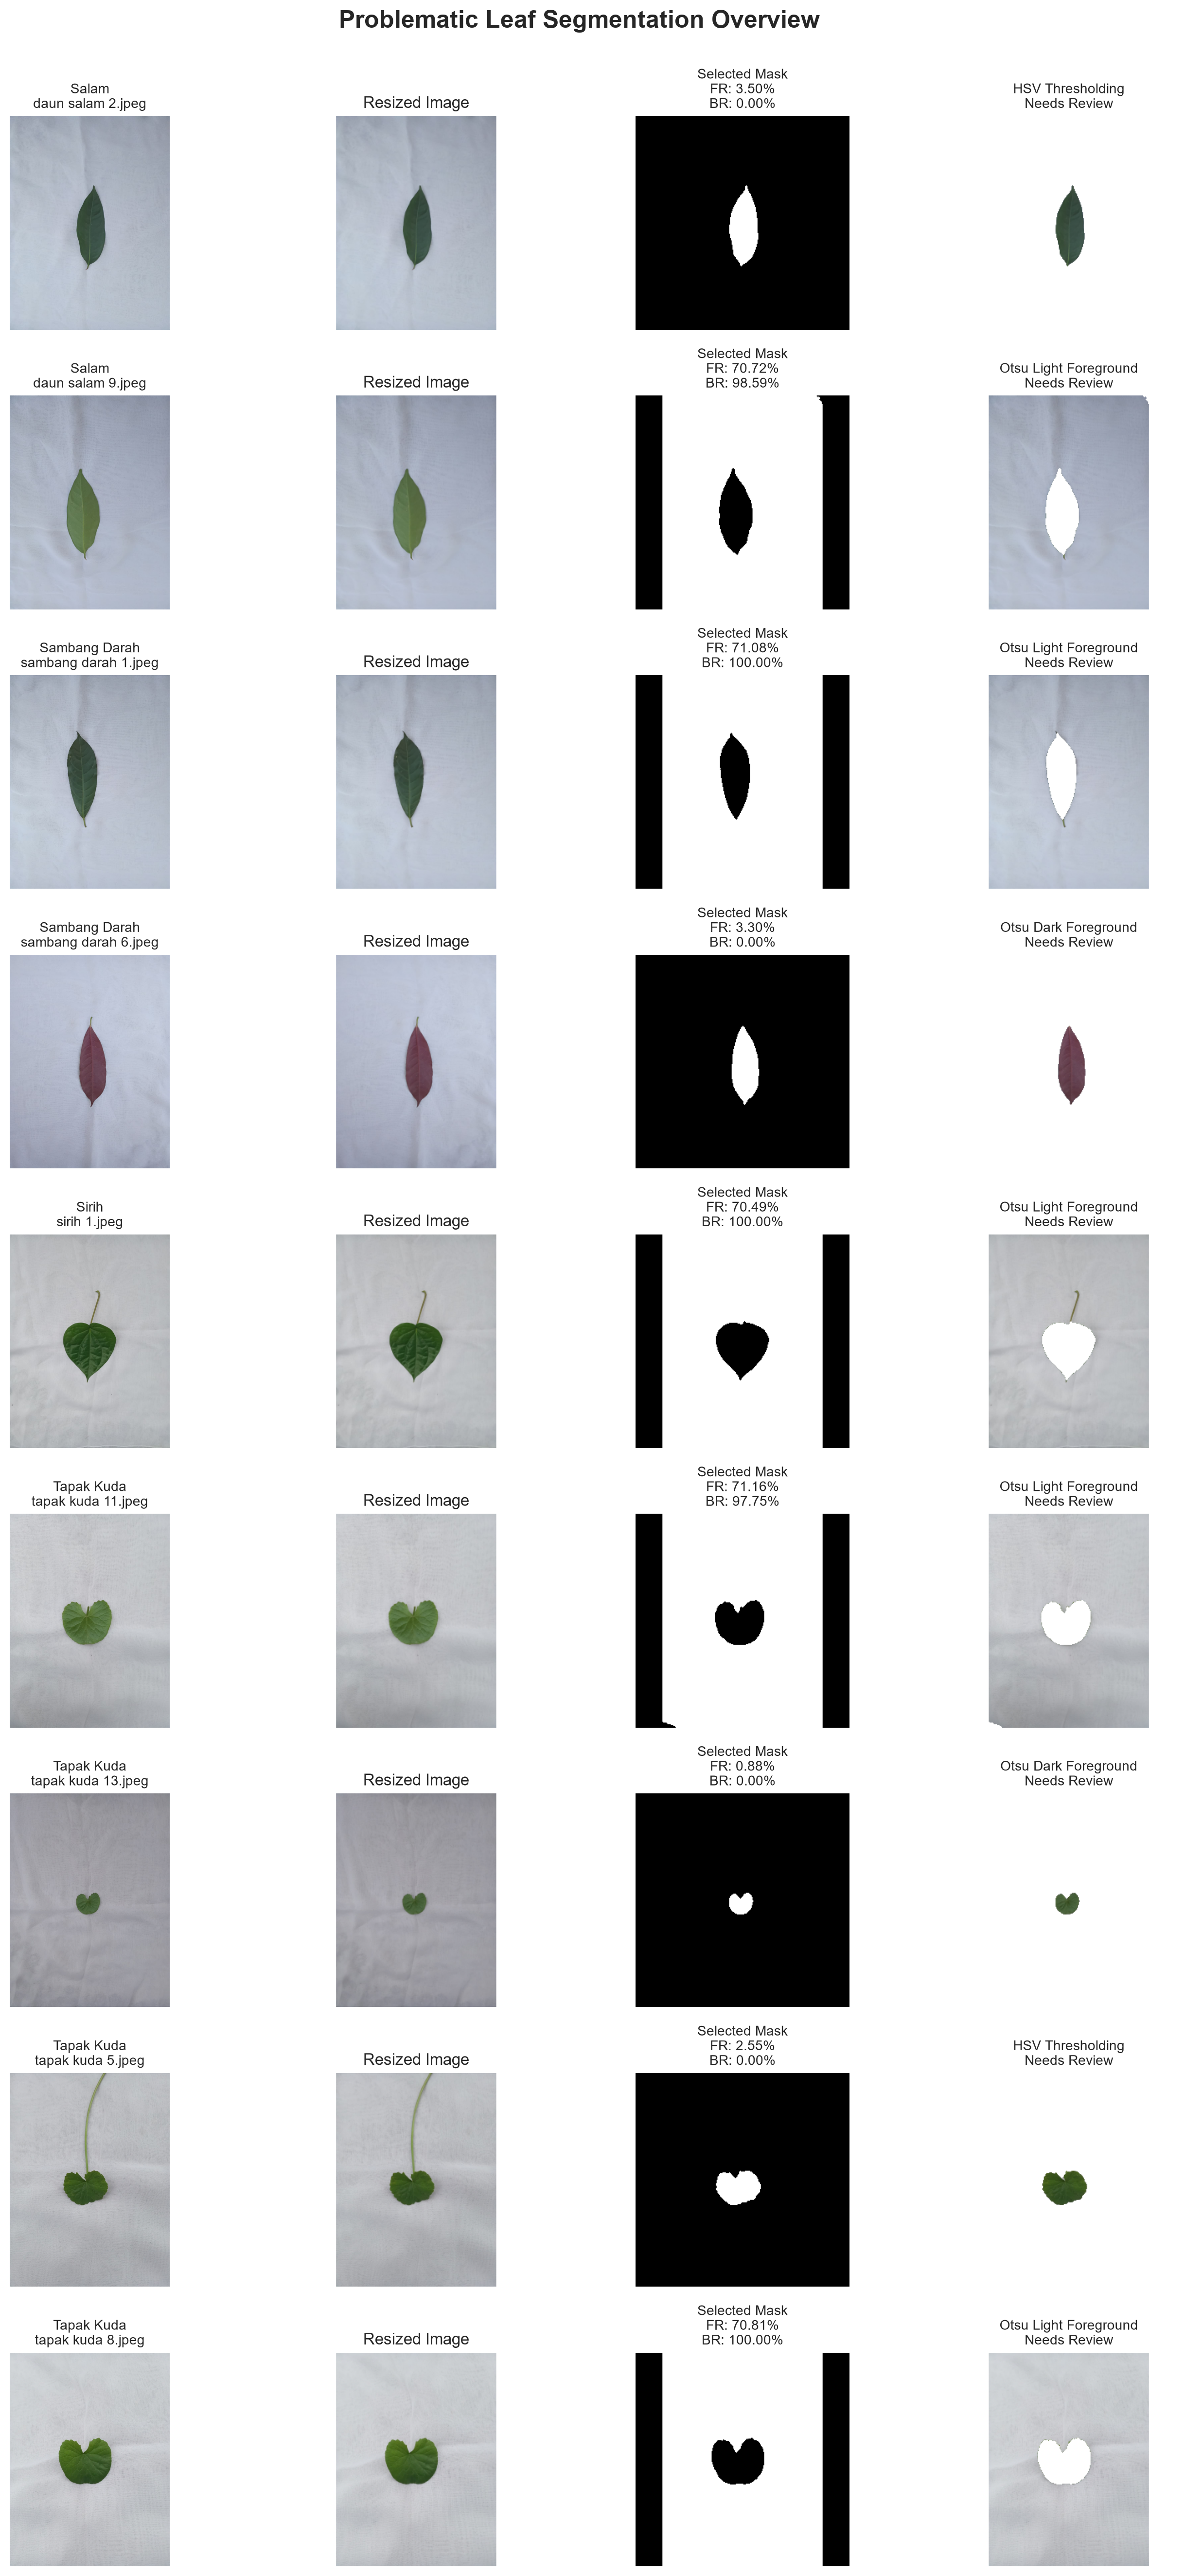 Problematic Leaf Segmentation Overview
Salam
daun salam 2.jpeg
Resized Image
Selected Mask
FR: 3.50%
BR: 0.00%
HSV Thresholding
Needs Review
Salam
daun salam 9.jpeg
Resized Image
Selected Mask
FR: 70.72%
BR: 98.59%
Otsu Light Foreground
Needs Review
Sambang Darah
sambang darah 1.jpeg
Resized Image
Selected Mask
FR: 71.08%
BR: 100.00%
Otsu Light Foreground
Needs Review
Sambang Darah
sambang darah 6.jpeg
Resized Image
Selected Mask
FR: 3.30%
BR: 0.00%
Otsu Dark Foreground
Needs Review
Sirih
sirih 1.jpeg
Resized Image
Selected Mask
FR: 70.49%
BR: 100.00%
Otsu Light Foreground
Needs Review
Tapak Kuda
tapak kuda 11.jpeg
Resized Image
Selected Mask
FR: 71.16%
BR: 97.75%
Otsu Light Foreground
Needs Review
Tapak Kuda
tapak kuda 13.jpeg
Resized Image
Selected Mask
FR: 0.88%
BR: 0.00%
Otsu Dark Foreground
Needs Review
Tapak Kuda
tapak kuda 5.jpeg
Resized Image
Selected Mask
FR: 2.55%
BR: 0.00%
HSV Thresholding
Needs Review
Tapak Kuda
tapak kuda 8.jpeg
Resized Image
Selected Mask
FR: 70.81%
BR: 100.00%
Otsu Light Foreground
Needs Review